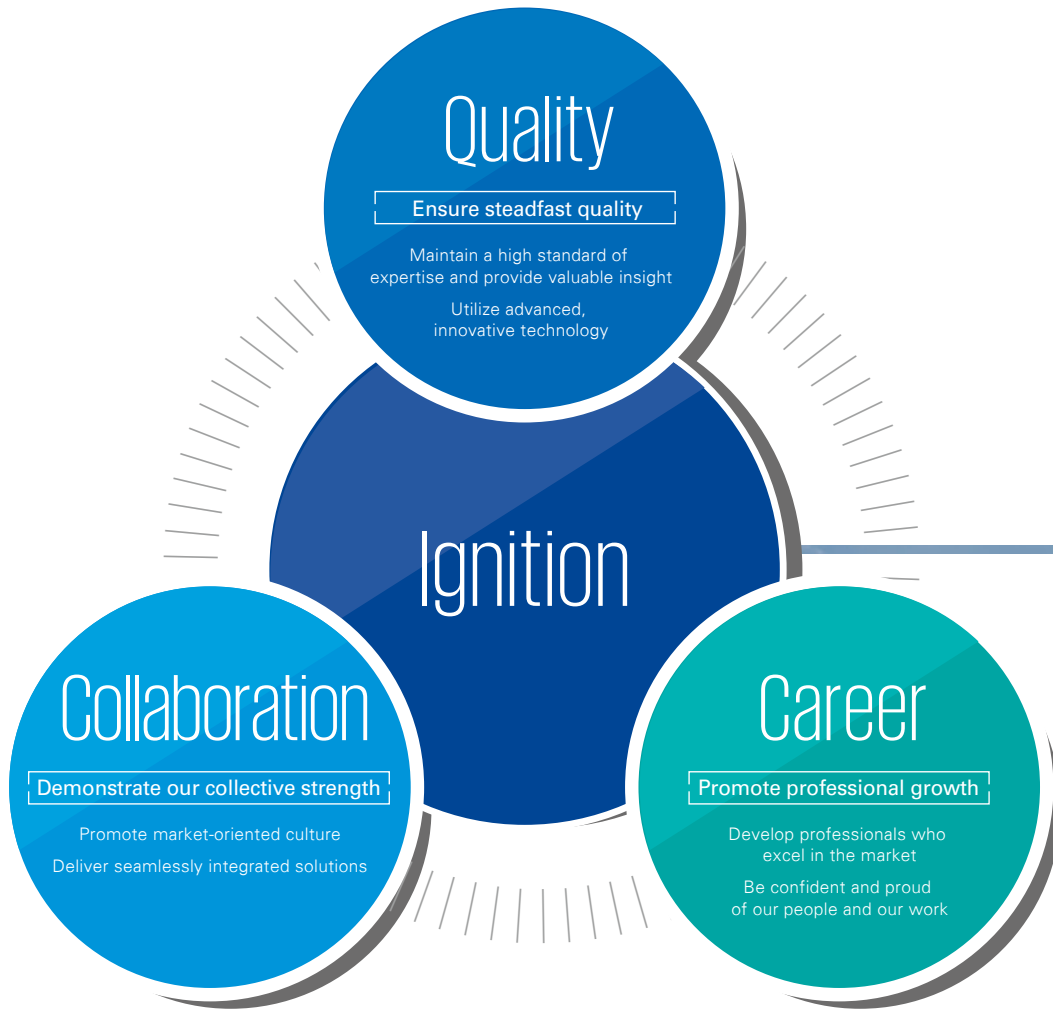 Quality
Ensure steadfast quality
Maintain a high standard of
expertise and provide valuable insight
Utilize advanced,
innovative technology
Ignition
Collaboration
Demonstrate our collective strength
Promote market-oriented culture
Deliver seamlessly integrated solutions
Career
Promote professional growth
Develop professionals who
excel in the market
Be confident and proud
of our people and our work